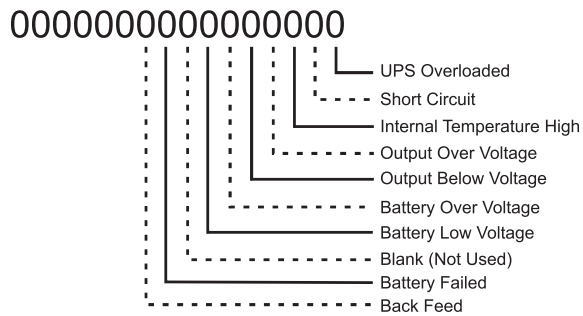 0000000000000000
UPS Overloaded
Short Circuit
Internal Temperature High
Output Over Voltage
Output Below Voltage
Battery Over Voltage
Battery Low Voltage
Blank (Not Used)
Battery Failed
Back Feed